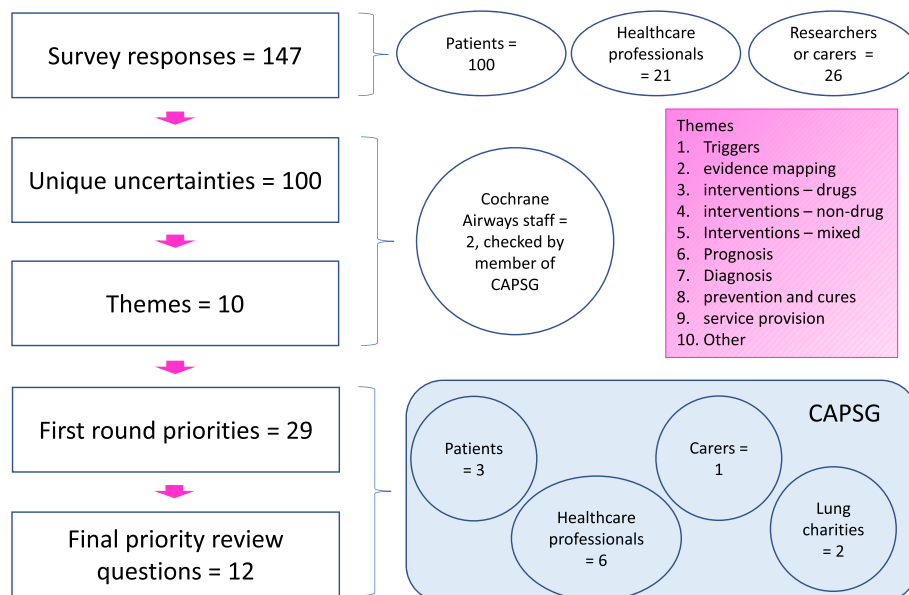 Survey responses = 147
Patients =
100
Healthcare
professionals
= 21
Researchers
or carers  =
26
Unique uncertainties = 100
Cochrane
Airways staff =
2, checked by
member of
CAPSG
Themes
1. Triggers
2. evidence mapping
3. interventions – drugs
4. interventions – non-drug
5. Interventions – mixed
6. Prognosis
7. Diagnosis
8. prevention and cures
9. service provision
10. Other
Themes = 10
First round priorities = 29
CAPSG
Patients
= 3
Healthcare
professionals
= 6
Carers =
1
Lung
charities
= 2
Final priority review
questions = 12